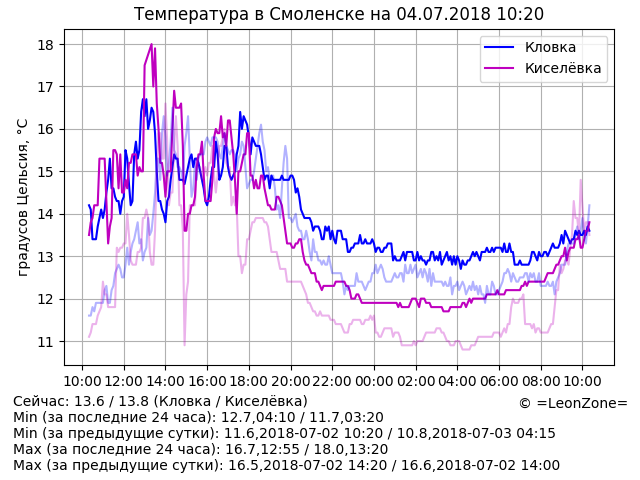 Температура в Смоленске на 04.07.2018 10:20
Кловка
Киселёвка
градусов Цельсия, °C
18
17
16
15
14
13
12
11
10:00 12:00 14:00 16:00 18:00 20:00 22:00 00:00 02:00 04:00 06:00 08:00 10:00
Сейчас: 13.6 / 13.8 (Кловка / Киселёвка)
© =LeonZone=
Min (за последние 24 часа): 12.7,04:10 / 11.7,03:20
Min (за предыдущие сутки): 11.6,2018-07-02 10:20 / 10.8,2018-07-03 04:15
Max (за последние 24 часа): 16.7,12:55 / 18.0,13:20
Max (за предыдущие сутки): 16.5,2018-07-02 14:20 / 16.6,2018-07-02 14:00